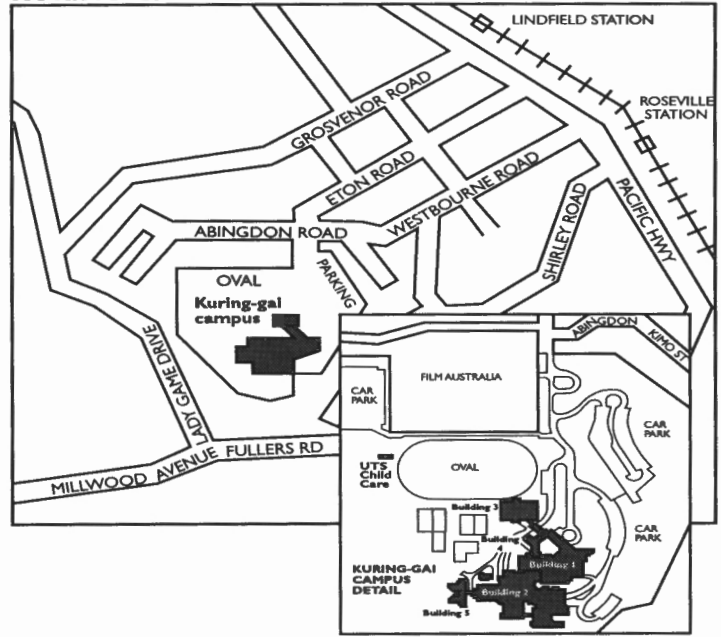 LINDFIELD STATION
ROSEVILLE
STATION
GROSVENOR ROAD
ETON ROAD
WESTBOURNE ROAD
PACIFIC HWY
SHIRLEY ROAD
ABINGDON ROAD
PARKING
OVAL
Kuring-gai
campus
LADY GAME DRIVE
MILLWOOD AVENUE
FULLERS RD
ABINGDON
KIMO ST
FILM AUSTRALIA
CAR
PARK
CAR
PARK
UTS
Child
Care
OVAL
Building 3
CAR
PARK
Building
4
Building 1
KURING-GAI
CAMPUS
DETAIL
Building 2
Building 5